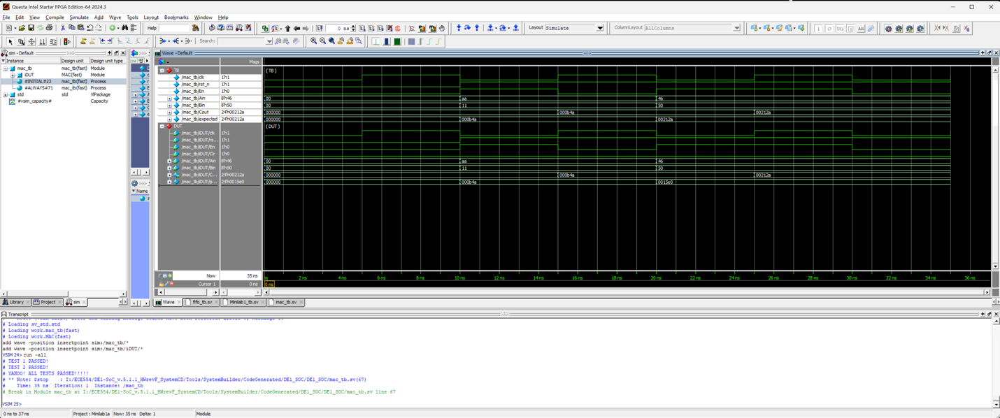 Questa Intel Starter FPGA Edition-64 2024.3
File Edit View Compile Simulate Add Wave Tools Layout Bookmarks Window Help
Help
0 ns
Layout Simulate
ColumnLayout AllColumns
Search:
sim - Default
Wave - Default
Instance Design unit Design unit type
mac_tb mac_tb(fast) Module
iDUT MAC(fast) Module
#INITIAL#23 mac_tb(fast) Process
#ALWAYS#71 mac_tb(fast) Process
std std VlPackage
#vsim_capacity# Capacity
Name
Msgs
TB (TB)
/mac_tb/clk 1'h1
/mac_tb/rst_n 1'h1
/mac_tb/En 1'h0
/mac_tb/Ain 8'h46 00 aa 46
/mac_tb/Bin 8'h50 00 11 50
/mac_tb/Cout 24'h00212a 000000 000b4a 00212a
/mac_tb/expected 24'h00212a 000000 000b4a 00212a
DUT (DUT)
/mac_tb/iDUT/clk 1'h1
/mac_tb/iDUT/rs... 1'h1
/mac_tb/iDUT/En 1'h0
/mac_tb/iDUT/Clr 1'h0
/mac_tb/iDUT/Ain 8'h46 00 aa 46
/mac_tb/iDUT/Bin 8'h50 00 11 50
/mac_tb/iDUT/C... 24'h00212a 000000 000b4a 00212a
/mac_tb/iDUT/p... 24'h0015e0 000000 000b4a 0015e0
Now 35 ns
ns 2 ns 4 ns 6 ns 8 ns 10 ns 12 ns 14 ns 16 ns 18 ns 20 ns 22 ns 24 ns 26 ns 28 ns 30 ns 32 ns 34 ns 36 ns
Cursor 1 0 ns 0 ns
Library Project sim
Wave fifo_tb.sv Minilab1_tb.sv mac_tb.sv
Transcript
# Loading sv_std.std
# Loading work.mac_tb(fast)
# Loading work.MAC(fast)
add wave -position insertpoint sim:/mac_tb/*
add wave -position insertpoint sim:/mac_tb/iDUT/*
VSIM 24> run -all
# TEST 1 PASSED!
# TEST 2 PASSED!
# YAHOO! ALL TESTS PASSED!!!!!
# ** Note: $stop : I:/ECE554/DE1-SoC_v.5.1.1_HWrevF_SystemCD/Tools/SystemBuilder/CodeGenerated/DE1_SOC/DE1_SOC/mac_tb.sv(67)
# Time: 35 ns Iteration: 1 Instance: /mac_tb
# Break in Module mac_tb at I:/ECE554/DE1-SoC_v.5.1.1_HWrevF_SystemCD/Tools/SystemBuilder/CodeGenerated/DE1_SOC/DE1_SOC/mac_tb.sv line 67
VSIM 25>
0 ns to 37 ns Project : Minilab1a Now: 35 ns Delta: 1 Module